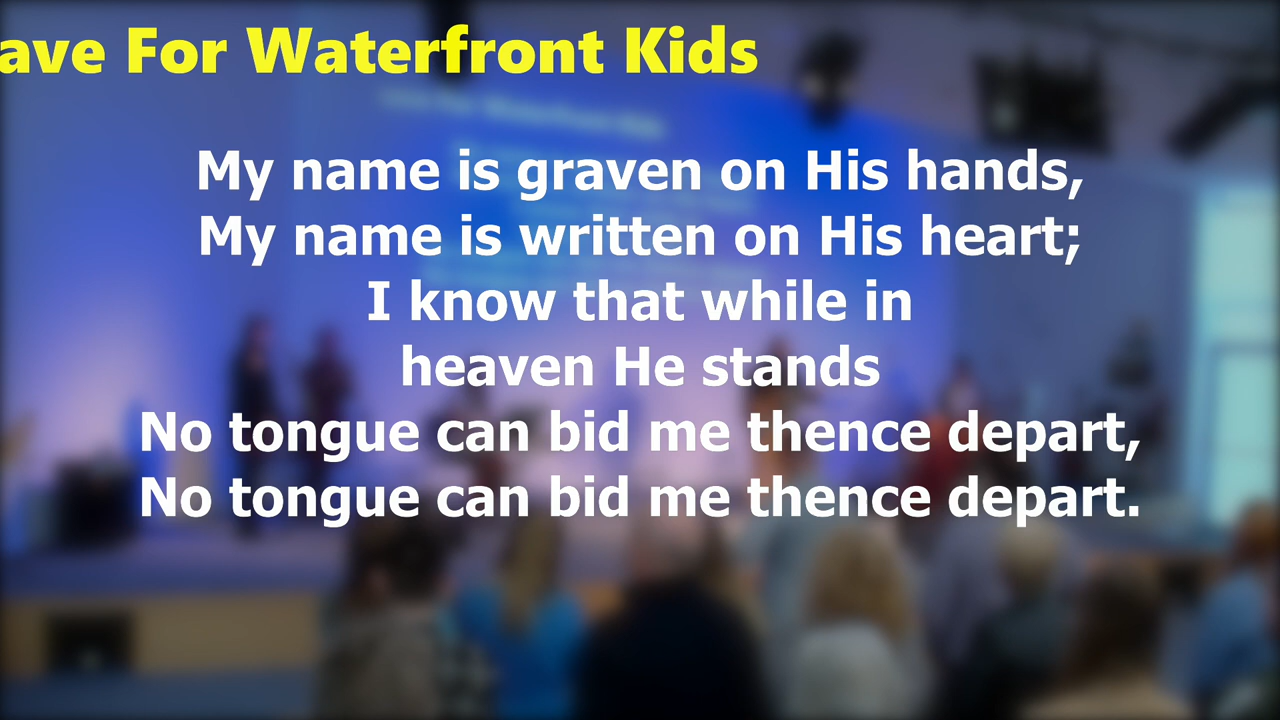 For Waterfront Kids
My name is graven on His hands,
My name is written on His heart;
I know that while in
heaven He stands
No tongue can bid me thence depart,
No tongue can bid me thence depart.